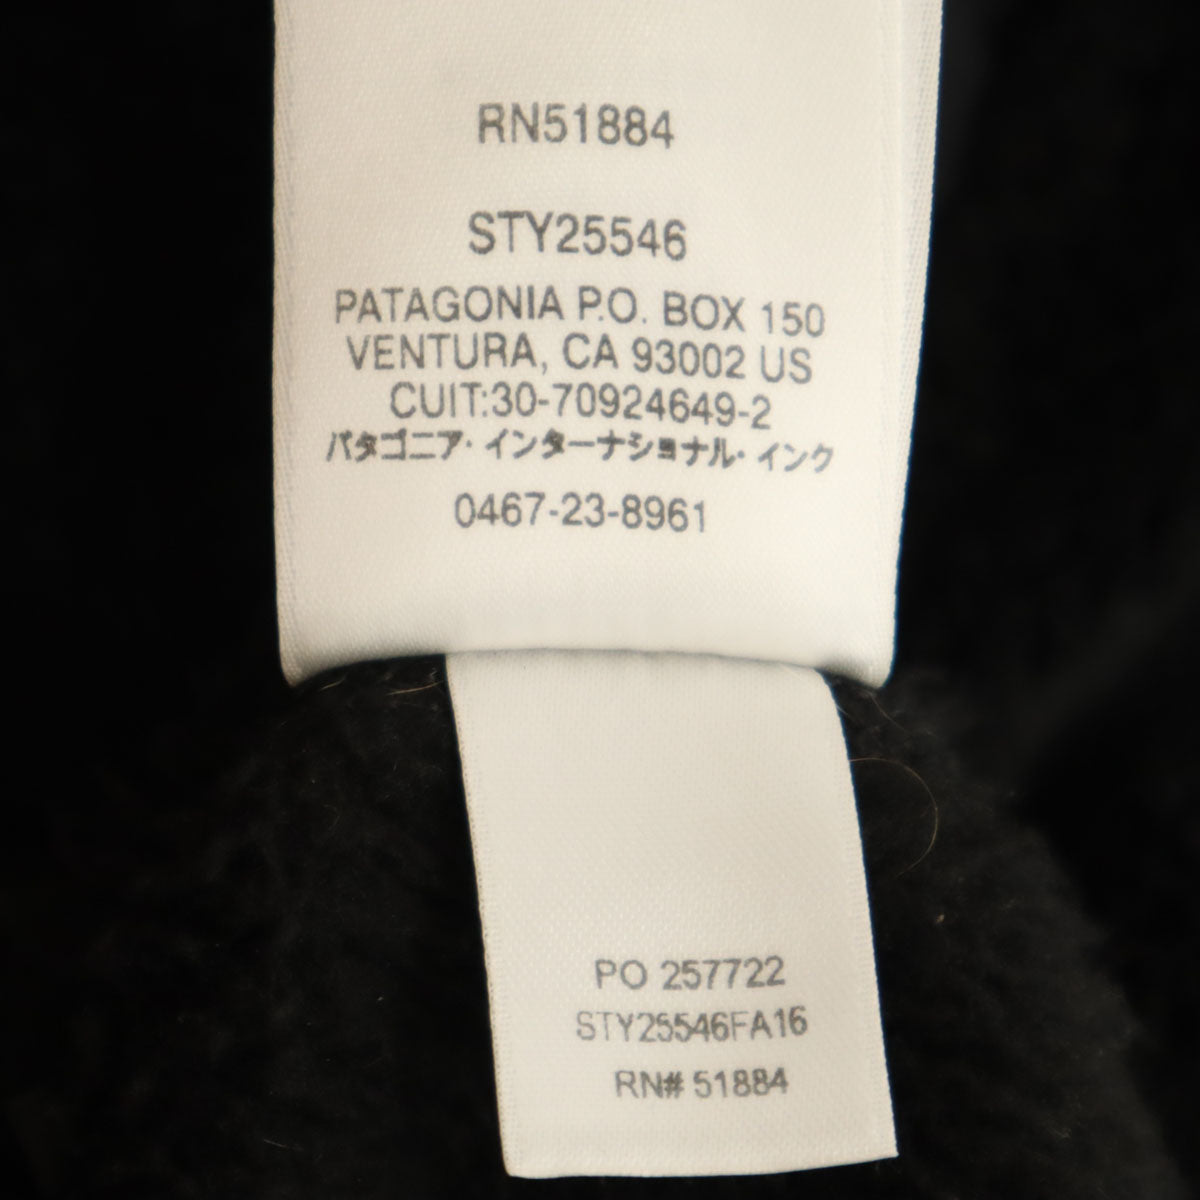 RN51884
STY25546
PATAGONIA P.O. BOX 150
VENTURA, CA 93002 US
CUIT:30-70924649-2
パタゴニア・インターナショナル・インク
0467-23-8961
PO 257722
STY25546FA16
RN# 51884